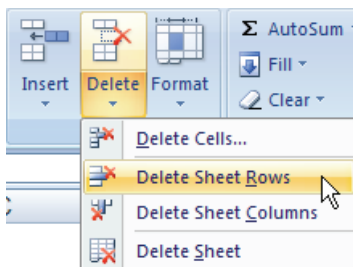 Σ AutoSum
Fill
Clear
Insert Delete Format
Delete Cells...
Delete Sheet Rows
Delete Sheet Columns
Delete Sheet